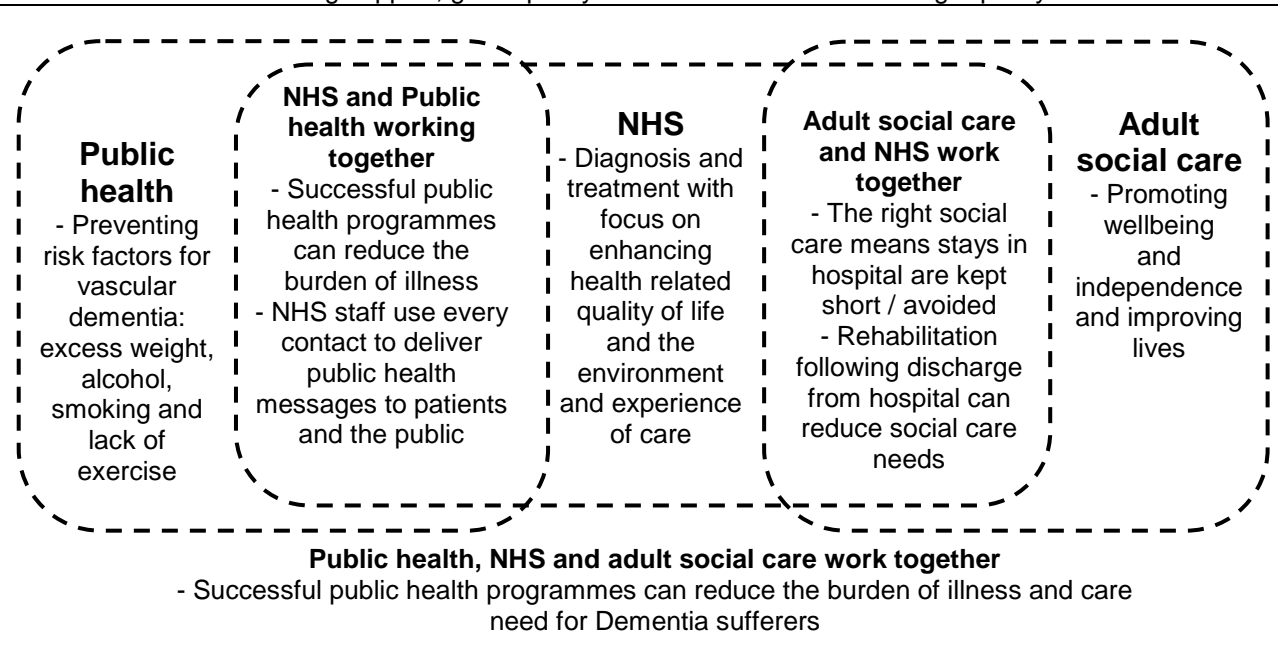 Public
health
- Preventing
risk factors for
vascular
dementia:
excess weight,
alcohol,
smoking and
lack of
exercise
NHS and Public
health working
together
- Successful public
health programmes
can reduce the
burden of illness
- NHS staff use every
contact to deliver
public health
messages to patients
and the public
NHS
- Diagnosis and
treatment with
focus on
enhancing
health related
quality of life
and the
environment
and experience
of care
Adult social care
and NHS work
together
- The right social
care means stays in
hospital are kept
short / avoided
- Rehabilitation
following discharge
from hospital can
reduce social care
needs
Adult
social care
- Promoting
wellbeing
and
independence
and improving
lives
Public health, NHS and adult social care work together
- Successful public health programmes can reduce the burden of illness and care
need for Dementia sufferers